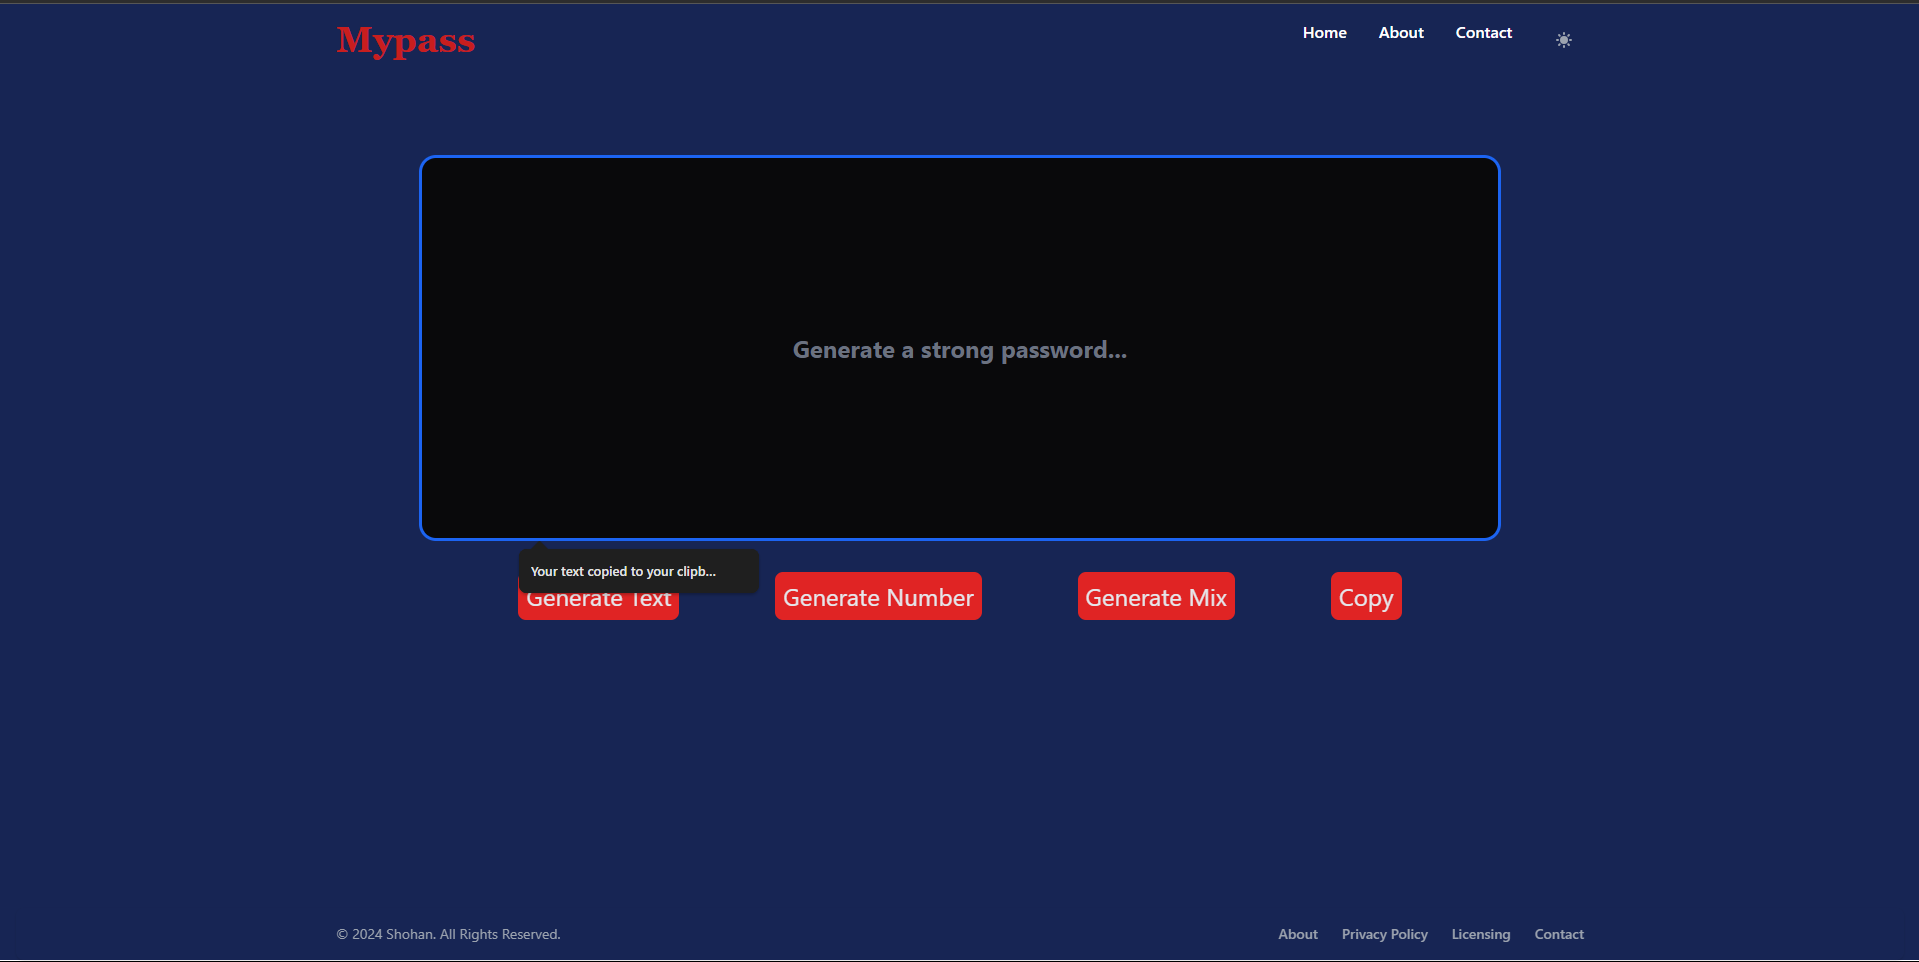 Mypass
Home About Contact
Generate a strong password...
Your text copied to your clipb...
Generate Text Generate Number Generate Mix Copy
© 2024 Shohan. All Rights Reserved. About Privacy Policy Licensing Contact